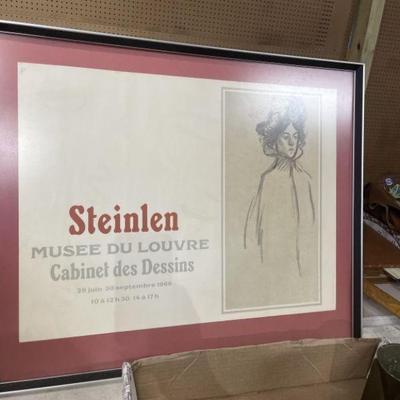 Steinlen
MUSEE DU LOUVRE
Cabinet des Dessins
28 juin 30 septembre 1968
10 à 12 h 30 14 à 17 h